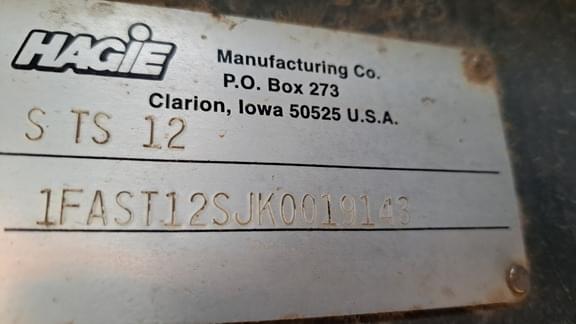 HAGIE
Manufacturing Co.
P.O. Box 273
Clarion, Iowa 50525 U.S.A.
S TS 12
1FAST12SJK0019143